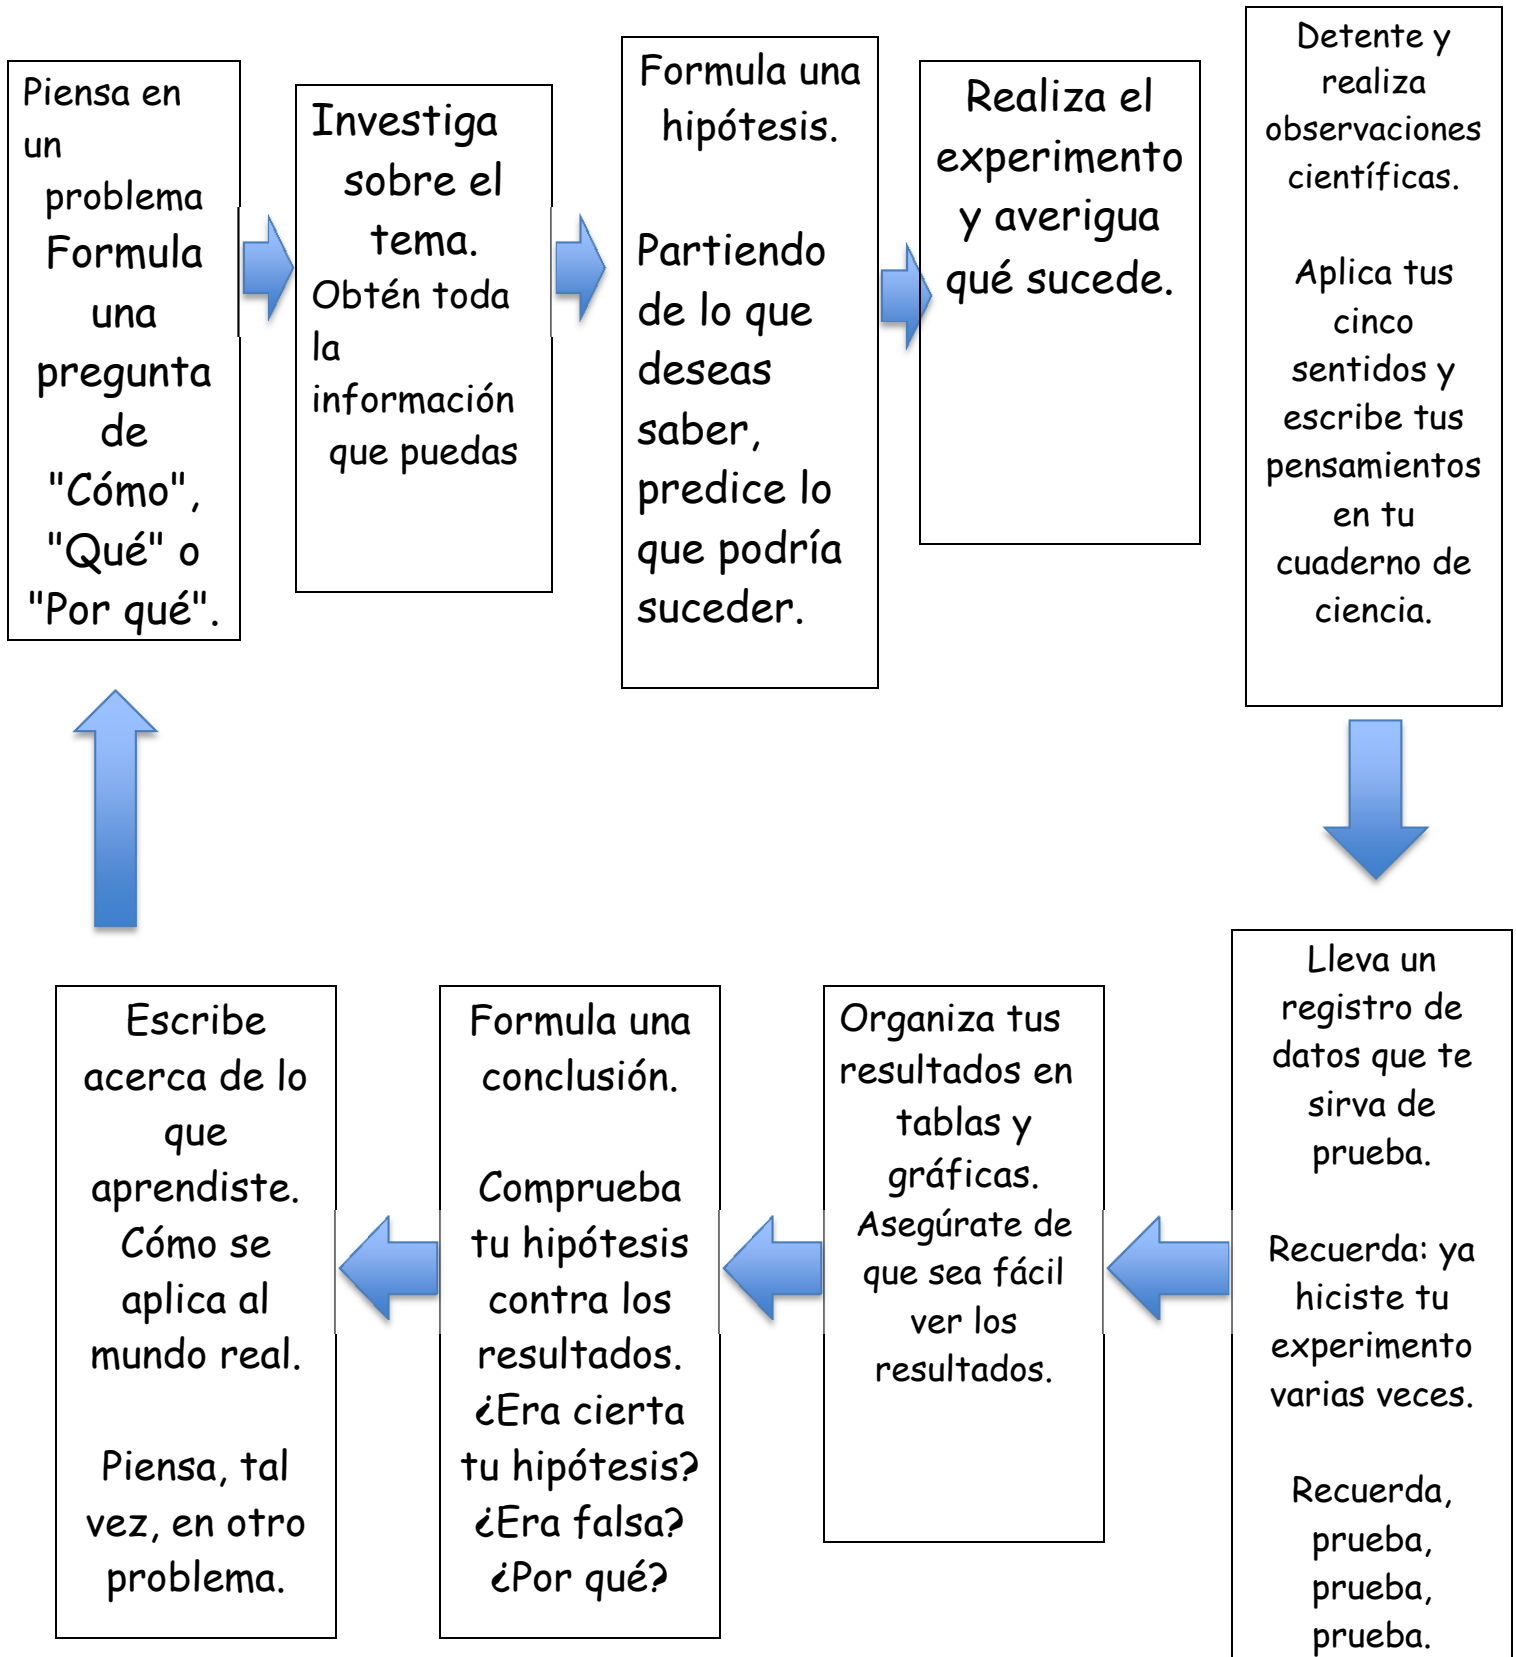 Piensa en
un
problema
Formula
una
pregunta
de
"Cómo",
"Qué" o
"Por qué".
Investiga
sobre el
tema.
Obtén toda
la
información
que puedas
Formula una
hipótesis.
Partiendo
de lo que
deseas
saber,
predice lo
que podría
suceder.
Realiza el
experimento
y averigua
qué sucede.
Detente y
realiza
observaciones
científicas.
Aplica tus
cinco
sentidos y
escribe tus
pensamientos
en tu
cuaderno de
ciencia.
Lleva un
registro de
datos que te
sirva de
prueba.
Recuerda: ya
hiciste tu
experimento
varias veces.
Recuerda,
prueba,
prueba,
prueba.
Organiza tus
resultados en
tablas y
gráficas.
Asegúrate de
que sea fácil
ver los
resultados.
Formula una
conclusión.
Comprueba
tu hipótesis
contra los
resultados.
¿Era cierta
tu hipótesis?
¿Era falsa?
¿Por qué?
Escribe
acerca de lo
que
aprendiste.
Cómo se
aplica al
mundo real.
Piensa, tal
vez, en otro
problema.